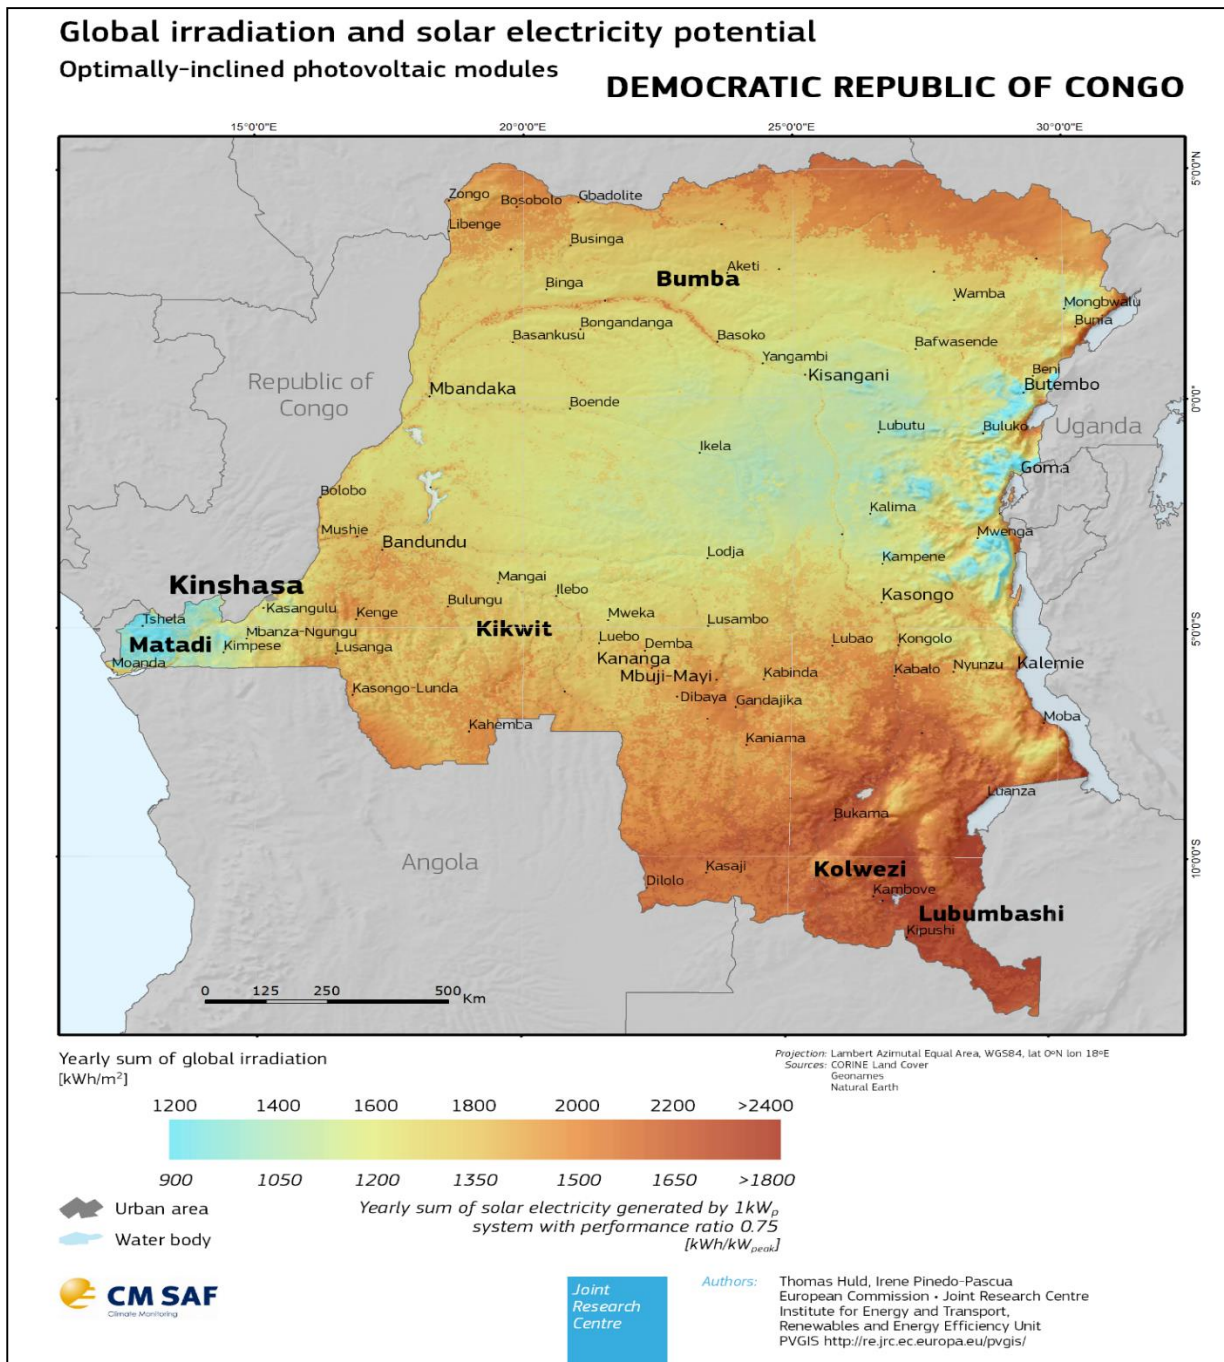 Global irradiation and solar electricity potential
Optimally-inclined photovoltaic modules
DEMOCRATIC REPUBLIC OF CONGO
15°0'0"E 20°0'0"E 25°0'0"E 30°0'0"E
5°0'0"N
Zongo
Bosobolo
Gbadolite
Libenge
Businga
Aketi
Bumba
Binga
Wamba
Mongbwalu
Bongandanga
Bunia
Basankusu
Basoko
Bafwasende
Yangambi
Kisangani
Beni
Republic of
Congo
Mbandaka
Butembo
0°0'0"
Boende
Lubutu
Buluko
Uganda
Ikela
Goma
Bolobo
Kalima
Mushie
Bandundu
Mwenga
Lodja
Kampene
Kinshasa
Mangai
Ilebo
Kasongo
Kasangulu
Bulungu
Kenge
Mweka
Lusambo
Tshela
Matadi
Mbanza-Ngungu
Kikwit
5°0'0"S
Kimpese
Lusanga
Luebo
Demba
Lubao
Kongolo
Moanda
Kananga
Kabinda
Kabalo
Nyunzu
Kalemie
Mbuji-Mayi
Kasongo-Lunda
Dibaya
Gandajika
Kahemba
Moba
Kaniama
Luanza
Bukama
Angola
Kasaji
Kolwezi
10°0'0"S
Dilolo
Kambove
Lubumbashi
Kipushi
0 125 250 500 Km
Yearly sum of global irradiation
[kWh/m²]
Projection: Lambert Azimutal Equal Area, WGS84, lat 0ºN lon 18ºE
Sources: CORINE Land Cover
Geonames
Natural Earth
1200 1400 1600 1800 2000 2200 >2400
900 1050 1200 1350 1500 1650 >1800
Urban area
Water body
Yearly sum of solar electricity generated by 1kWp
system with performance ratio 0.75
[kWh/kWpeak]
CM SAF
Climate Monitoring
Joint
Research
Centre
Authors: Thomas Huld, Irene Pinedo-Pascua
European Commission • Joint Research Centre
Institute for Energy and Transport,
Renewables and Energy Efficiency Unit
PVGIS http://re.jrc.ec.europa.eu/pvgis/